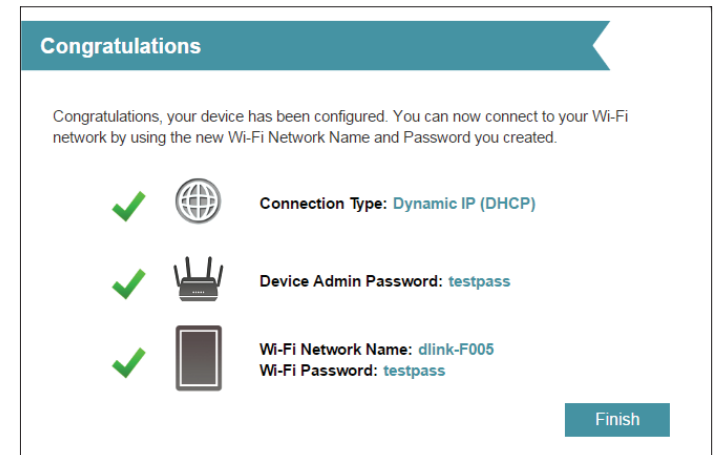 Congratulations
Congratulations, your device has been configured. You can now connect to your Wi-Fi
network by using the new Wi-Fi Network Name and Password you created.
Connection Type: Dynamic IP (DHCP)
Device Admin Password: testpass
Wi-Fi Network Name: dlink-F005
Wi-Fi Password: testpass
Finish